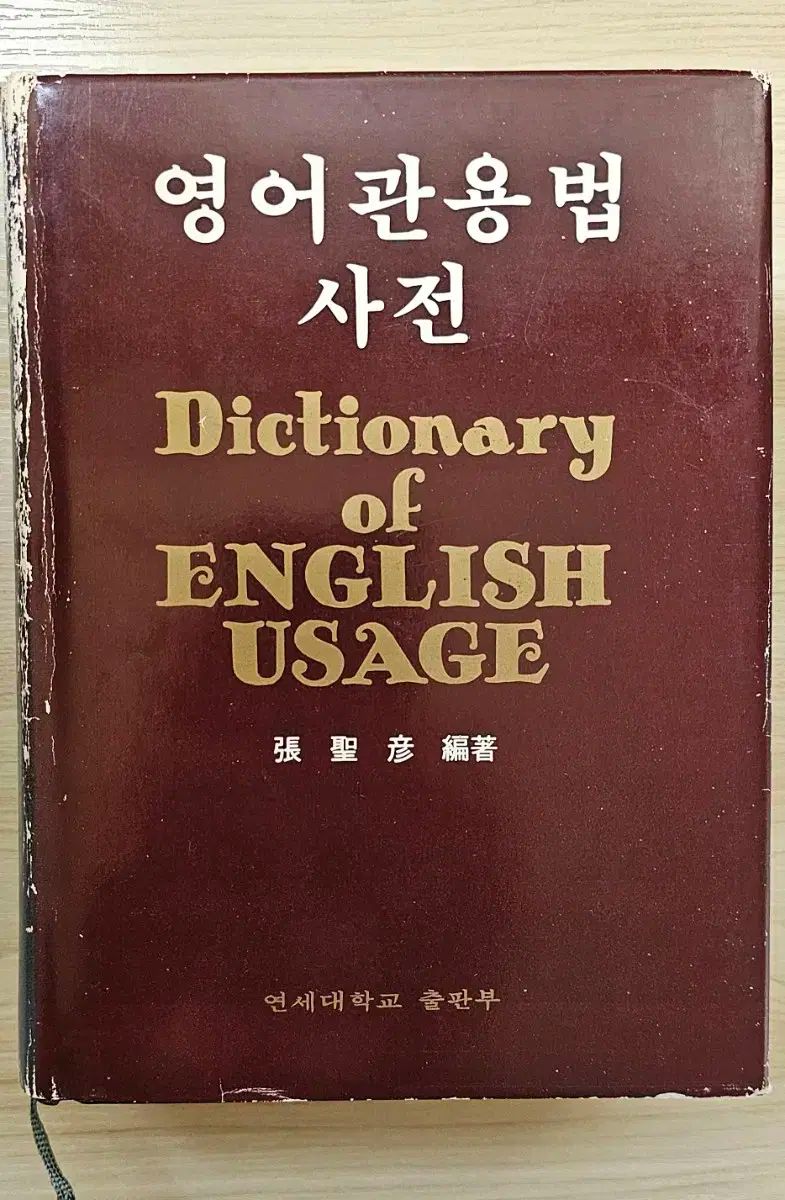 영어관용법
사전
Dictionary
of
ENGLISH
USAGE
張 聖 彦 編著
연세대학교 출판부